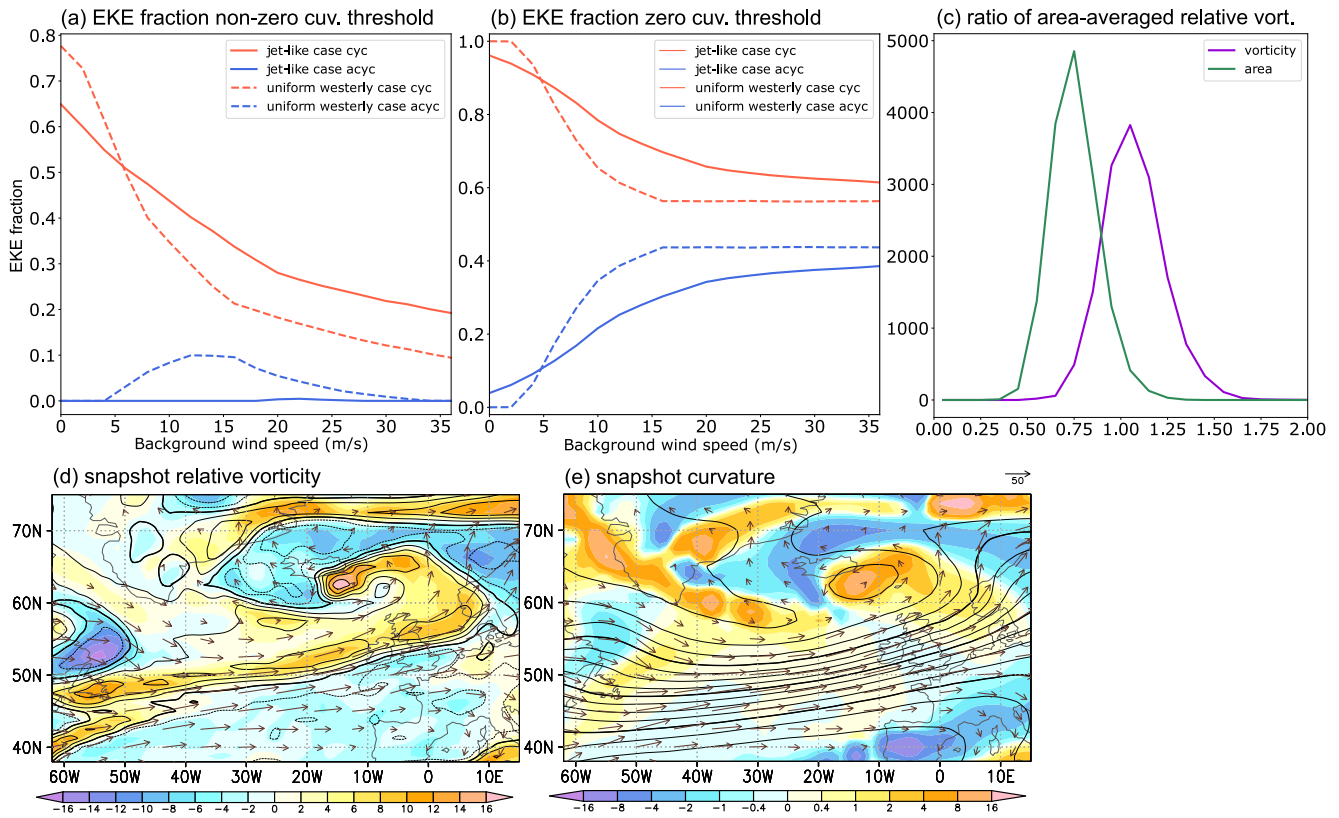 (a) EKE fraction non-zero cuv. threshold
(b) EKE fraction zero cuv. threshold
(c) ratio of area-averaged relative vort.
0.8
0.7
0.6
0.5
0.4
0.3
0.2
0.1
0.0
EKE fraction
jet-like case cyc
jet-like case acyc
uniform westerly case cyc
uniform westerly case acyc
0 5 10 15 20 25 30 35
Background wind speed (m/s)
1.0
0.8
0.6
0.4
0.2
0.0
jet-like case cyc
jet-like case acyc
uniform westerly case cyc
uniform westerly case acyc
0 5 10 15 20 25 30 35
Background wind speed (m/s)
5000
4000
3000
2000
1000
0
vorticity
area
0.00 0.25 0.50 0.75 1.00 1.25 1.50 1.75 2.00
(d) snapshot relative vorticity
(e) snapshot curvature
50
70N
60N
50N
40N
60W 50W 40W 30W 20W 10W 0 10E
-16 -14 -12 -10 -8 -6 -4 -2 0 2 4 6 8 10 12 14 16
70N
60N
50N
40N
60W 50W 40W 30W 20W 10W 0 10E
-16 -8 -4 -2 -1 -0.4 0 0.4 1 2 4 8 16